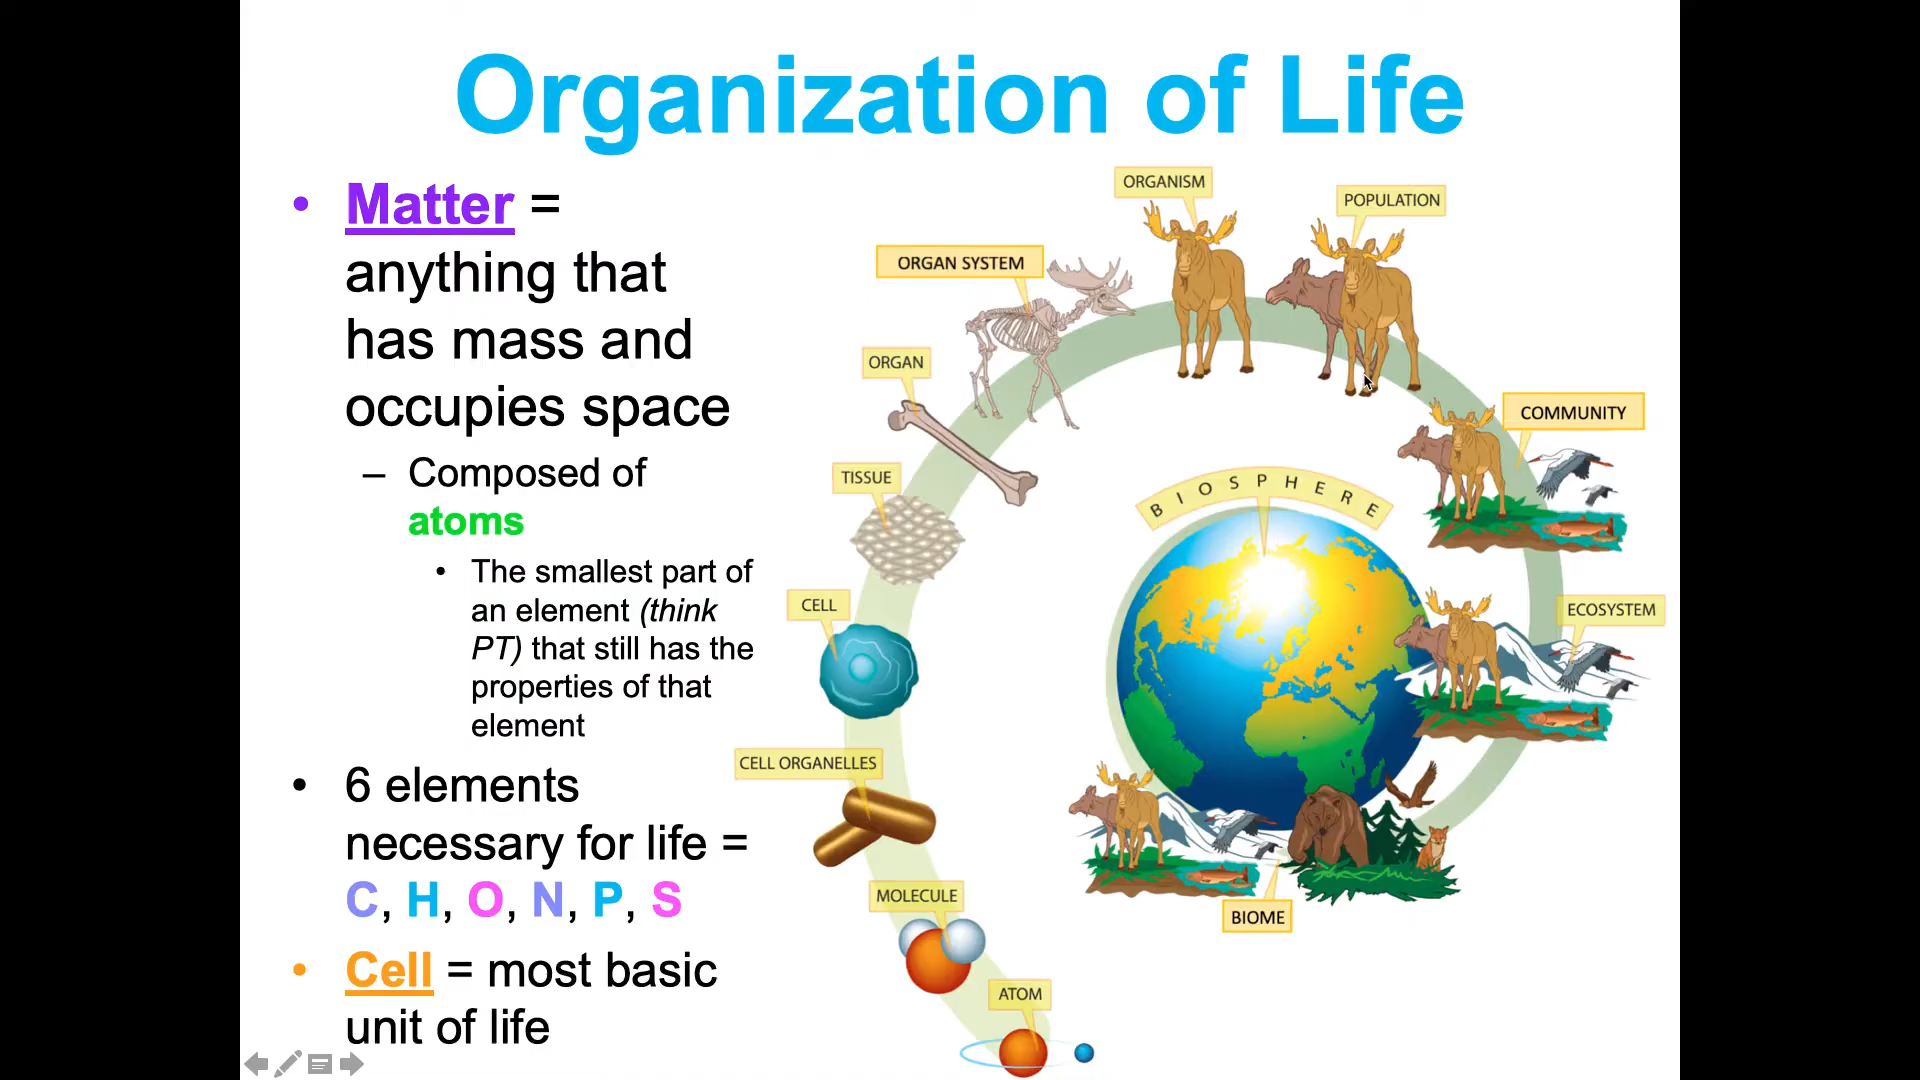 Organization of Life
• Matter =
anything that
has mass and
occupies space
– Composed of
atoms
• The smallest part of
an element (think
PT) that still has the
properties of that
element
• 6 elements
necessary for life =
C, H, O, N, P, S
• Cell = most basic
unit of life
ORGANISM
POPULATION
ORGAN SYSTEM
ORGAN
COMMUNITY
TISSUE
BIOSPHERE
CELL
ECOSYSTEM
CELL ORGANELLES
MOLECULE
BIOME
ATOM